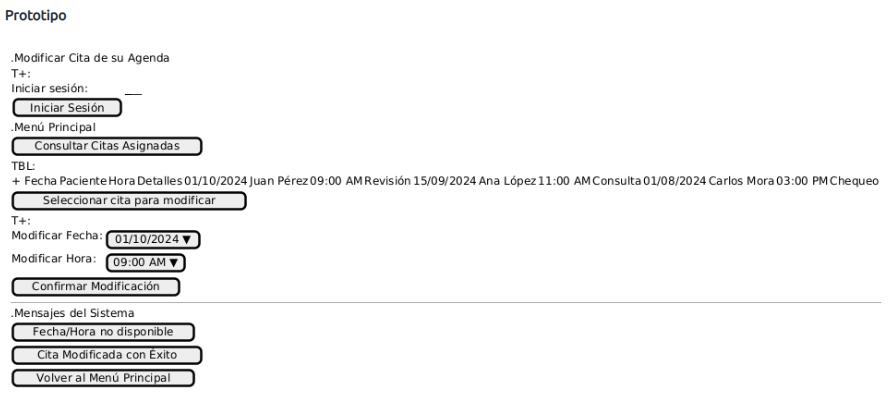 Prototipo
.Modificar Cita de su Agenda
T+:
Iniciar sesión: __
Iniciar Sesión
.Menú Principal
Consultar Citas Asignadas
TBL:
+ Fecha Paciente Hora Detalles 01/10/2024 Juan Pérez 09:00 AM Revisión 15/09/2024 Ana López 11:00 AM Consulta 01/08/2024 Carlos Mora 03:00 PM Chequeo
Seleccionar cita para modificar
T+:
Modificar Fecha: 01/10/2024 ▼
Modificar Hora: 09:00 AM ▼
Confirmar Modificación
.Mensajes del Sistema
Fecha/Hora no disponible
Cita Modificada con Éxito
Volver al Menú Principal